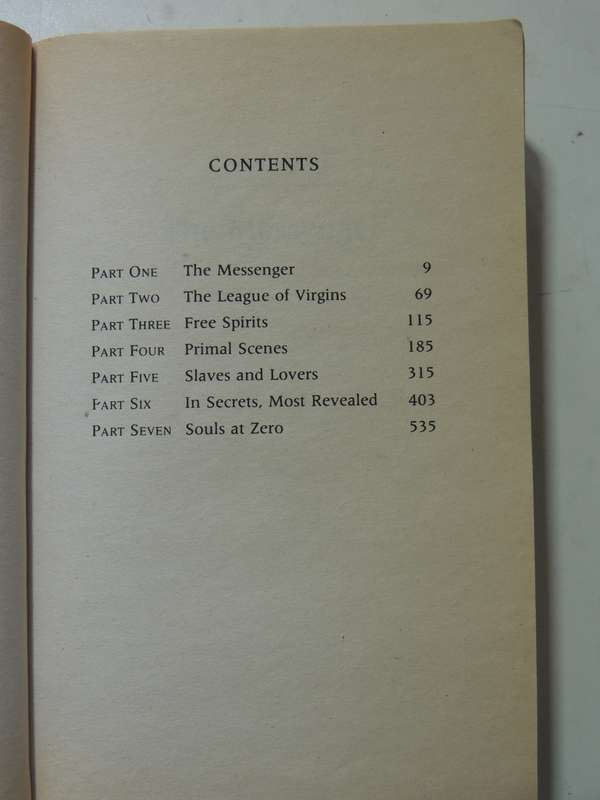 CONTENTS
PART ONE The Messenger 9
PART TWO The League of Virgins 69
PART THREE Free Spirits 115
PART FOUR Primal Scenes 185
PART FIVE Slaves and Lovers 315
PART SIX In Secrets, Most Revealed 403
PART SEVEN Souls at Zero 535